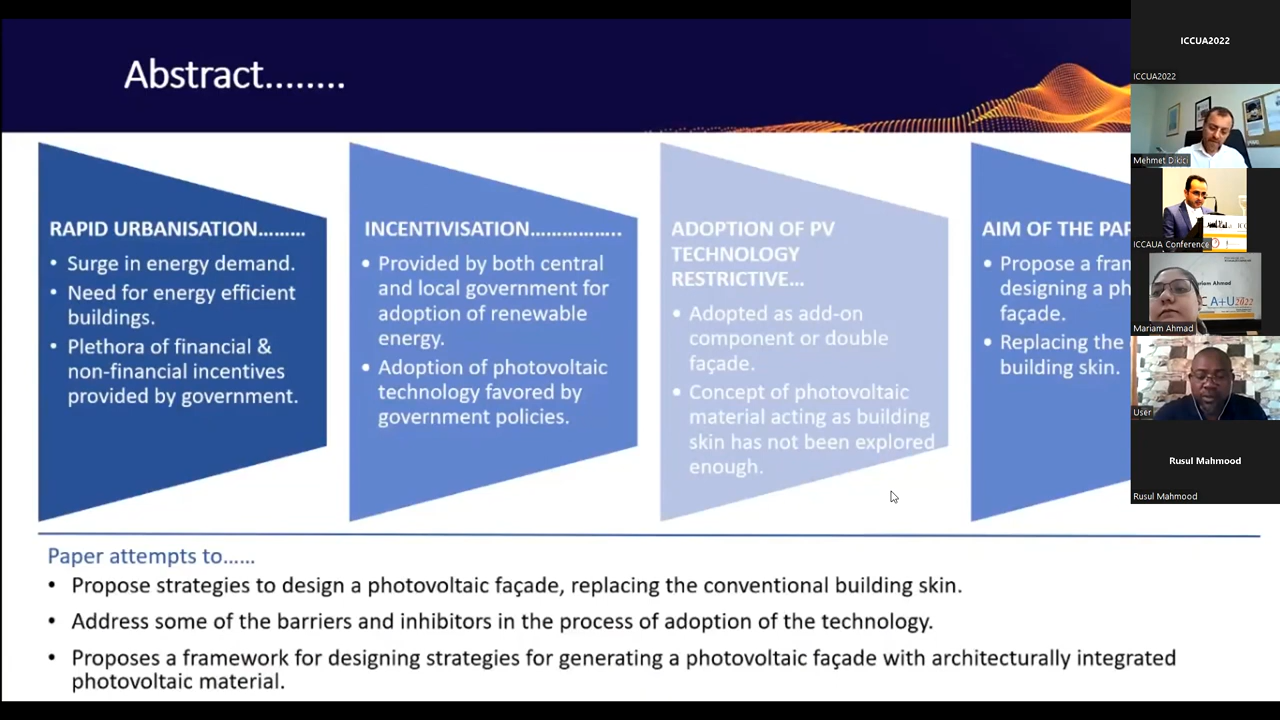 Abstract........
RAPID URBANISATION.........
• Surge in energy demand.
• Need for energy efficient
buildings.
• Plethora of financial &
non-financial incentives
provided by government.
INCENTIVISATION................
• Provided by both central
and local government for
adoption of renewable
energy.
• Adoption of photovoltaic
technology favored by
government policies.
ADOPTION OF PV
TECHNOLOGY
RESTRICTIVE...
• Adopted as add-on
component or double
façade.
• Concept of photovoltaic
material acting as building
skin has not been explored
enough.
AIM OF THE PAP
• Propose a fram
designing a ph
façade.
• Replacing the
building skin.
Paper attempts to......
• Propose strategies to design a photovoltaic façade, replacing the conventional building skin.
• Address some of the barriers and inhibitors in the process of adoption of the technology.
• Proposes a framework for designing strategies for generating a photovoltaic façade with architecturally integrated
photovoltaic material.
ICCUA2022
ICCUA2022
Mehmet Dikici
ICCAUA Conference
Mariam Ahmad
C A+U2022
Mariam Ahmad
User
Rusul Mahmood
Rusul Mahmood